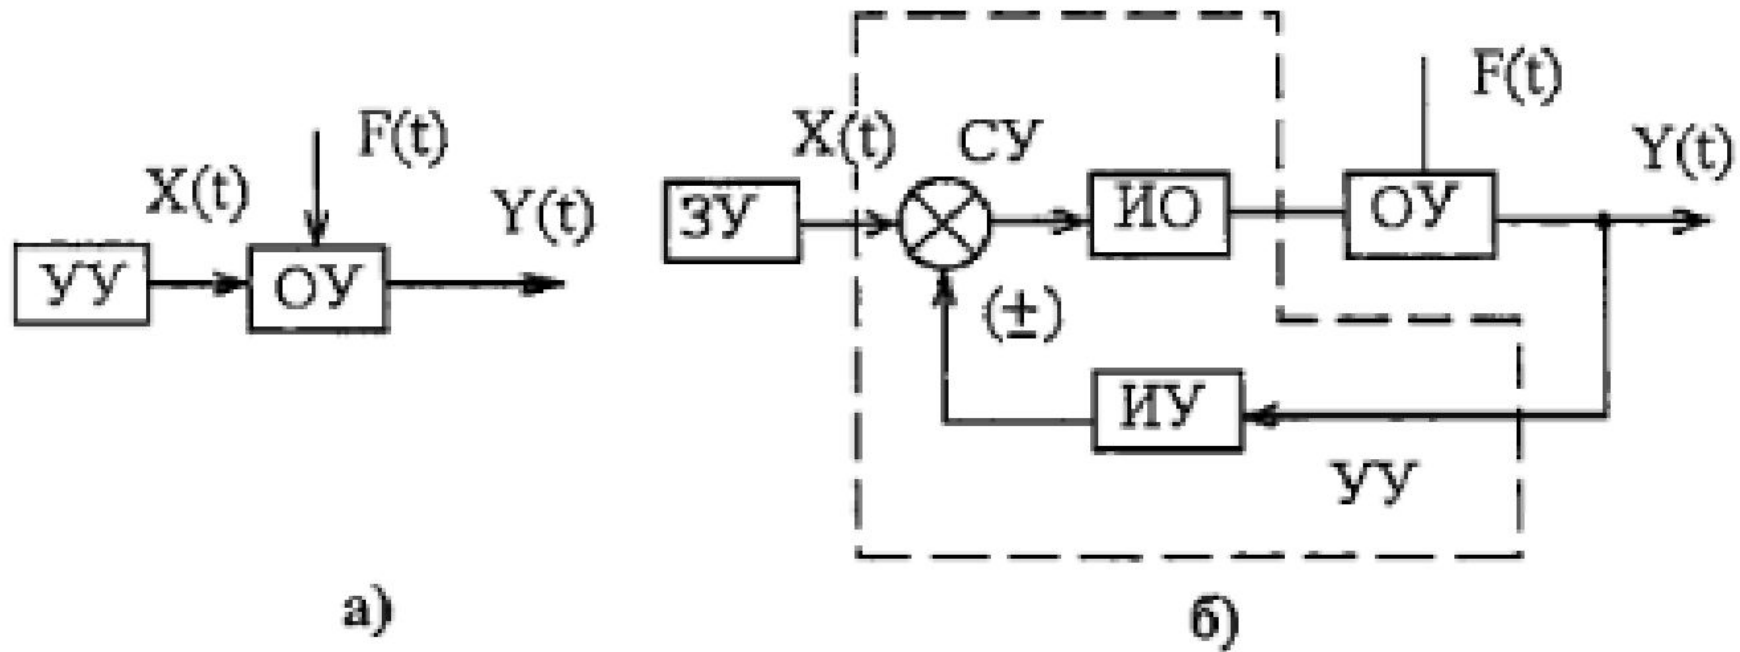 F(t)
X(t)
Y(t)
УУ
ОУ
а)
F(t)
X(t)
СУ
Y(t)
ЗУ
ИО
ОУ
(±)
ИУ
УУ
б)